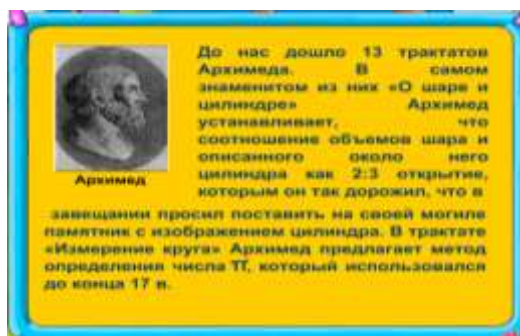 До нас дошло 13 трактатов
Архимеда. В самом
знаменитом из них «О шаре и
цилиндре» Архимед
устанавливает, что
соотношение объемов шара и
описанного около него
цилиндра как 2:3 открытие,
которым он так дорожил, что в
Архимед
завещании просил поставить на своей могиле
памятник с изображением цилиндра. В трактате
«Измерение круга» Архимед предлагает метод
определения числа π, который использовался
до конца 17 в.